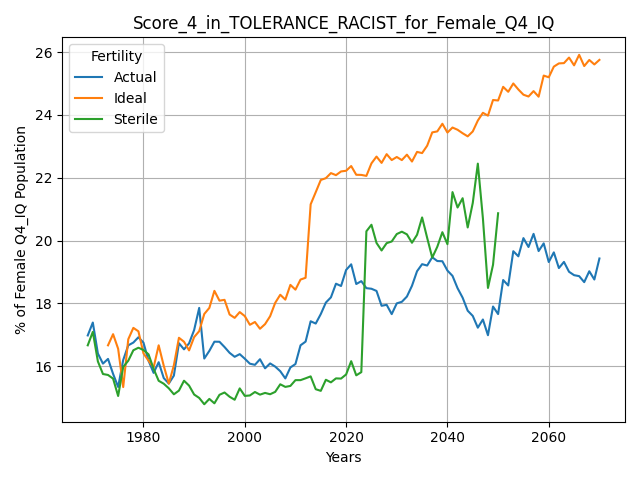 Score_4_in_TOLERANCE_RACIST_for_Female_Q4_IQ
Fertility
Actual
Ideal
Sterile
% of Female Q4_IQ Population
26
24
22
20
18
16
1980
2000
2020
2040
2060
Years